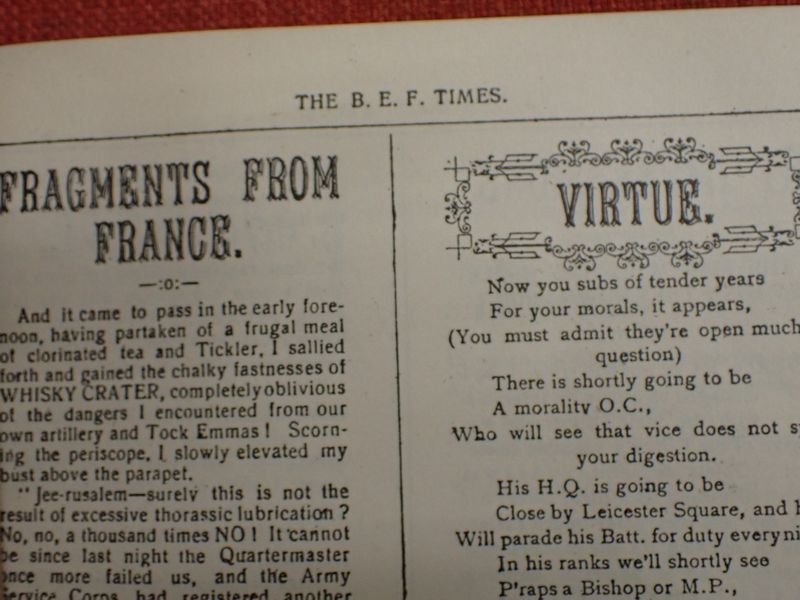 THE B. E. F. TIMES.
FRAGMENTS FROM
FRANCE.
—:o:—
And it came to pass in the early fore-
noon, having partaken of a frugal meal
of clorinated tea and Tickler, I sallied
forth and gained the chalky fastnesses of
WHISKY CRATER, completely oblivious
of the dangers I encountered from our
own artillery and Tock Emmas! Scorn-
ing the periscope, I slowly elevated my
bust above the parapet.
"Jee-rusalem—surely this is not the
result of excessive thorassic lubrication?
No, no, a thousand times NO! It cannot
be since last night the Quartermaster
once more failed us, and the Army
Service Corps had registered another
VIRTUE.
Now you subs of tender years
For your morals, it appears,
(You must admit they're open much
question)
There is shortly going to be
A morality O.C.,
Who will see that vice does not
your digestion.
His H.Q. is going to be
Close by Leicester Square, and
Will parade his Batt. for duty every
In his ranks we'll shortly see
P'raps a Bishop or M.P.,